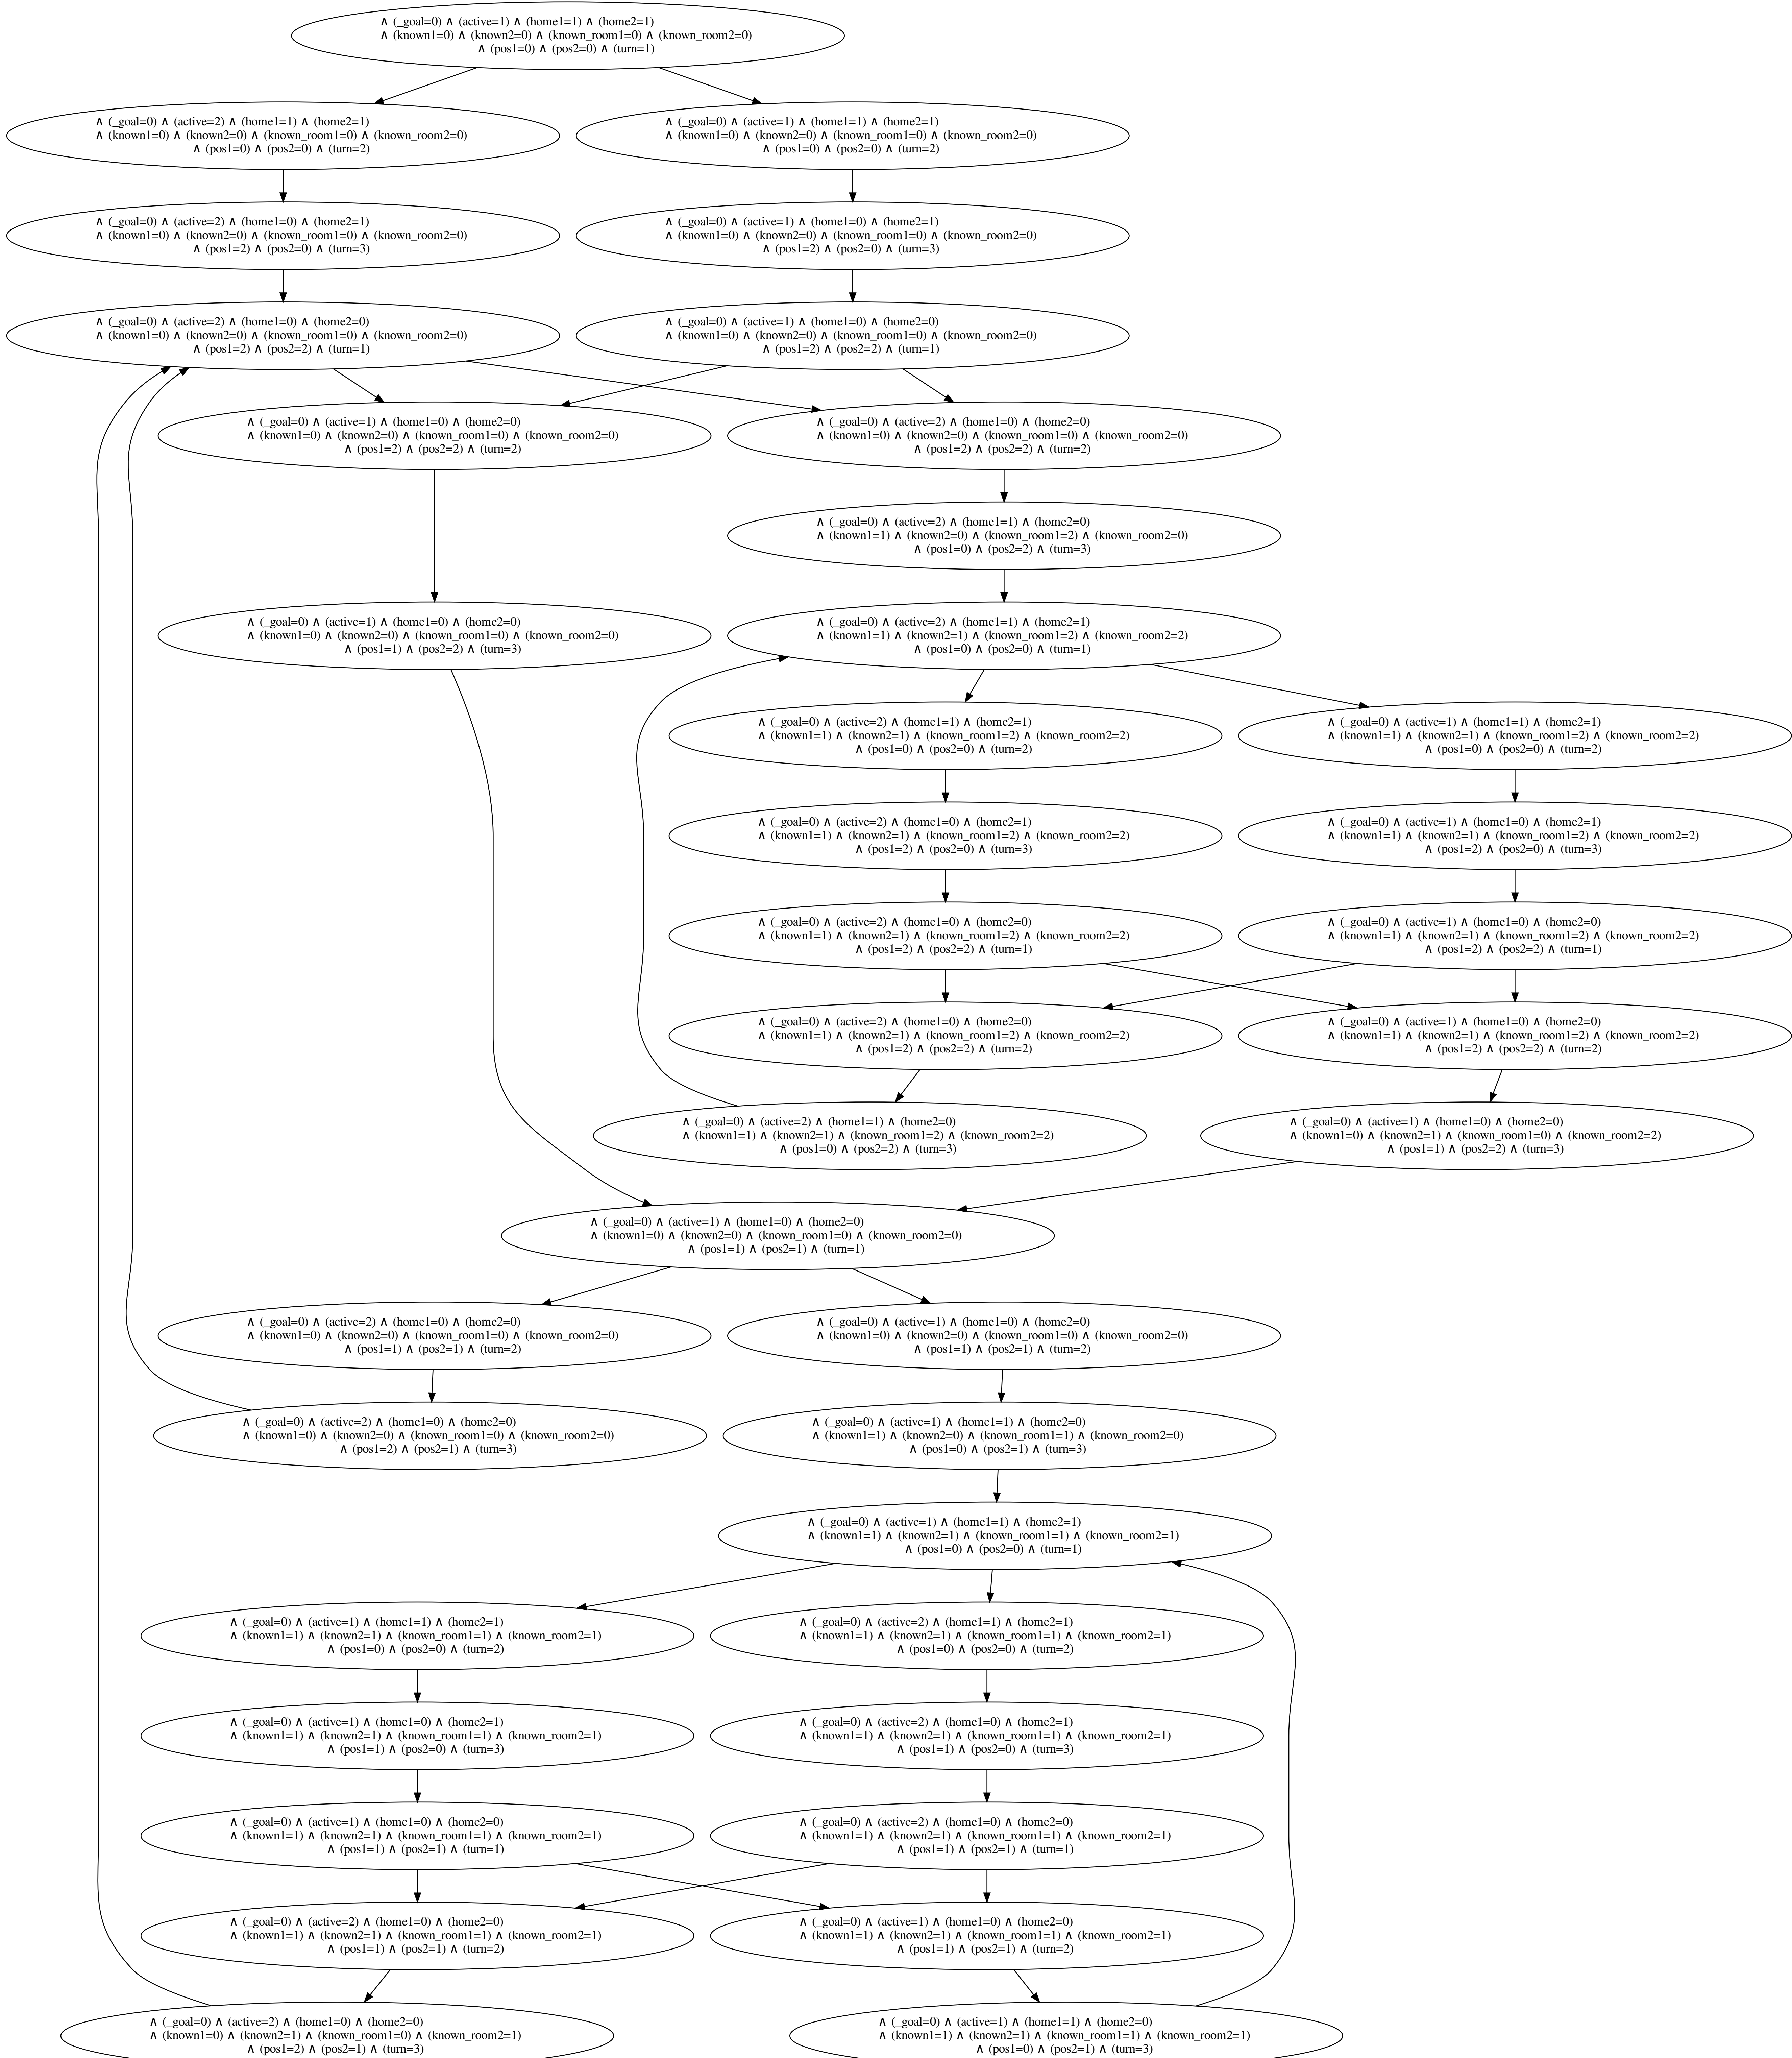 ∧ (_goal=0) ∧ (active=1) ∧ (home1=1) ∧ (home2=1)
∧ (known1=0) ∧ (known2=0) ∧ (known_room1=0) ∧ (known_room2=0)
∧ (pos1=0) ∧ (pos2=0) ∧ (turn=1)
∧ (_goal=0) ∧ (active=2) ∧ (home1=1) ∧ (home2=1)
∧ (known1=0) ∧ (known2=0) ∧ (known_room1=0) ∧ (known_room2=0)
∧ (pos1=0) ∧ (pos2=0) ∧ (turn=2)
∧ (_goal=0) ∧ (active=1) ∧ (home1=1) ∧ (home2=1)
∧ (known1=0) ∧ (known2=0) ∧ (known_room1=0) ∧ (known_room2=0)
∧ (pos1=0) ∧ (pos2=0) ∧ (turn=2)
∧ (_goal=0) ∧ (active=2) ∧ (home1=0) ∧ (home2=1)
∧ (known1=0) ∧ (known2=0) ∧ (known_room1=0) ∧ (known_room2=0)
∧ (pos1=2) ∧ (pos2=0) ∧ (turn=3)
∧ (_goal=0) ∧ (active=1) ∧ (home1=0) ∧ (home2=1)
∧ (known1=0) ∧ (known2=0) ∧ (known_room1=0) ∧ (known_room2=0)
∧ (pos1=2) ∧ (pos2=0) ∧ (turn=3)
∧ (_goal=0) ∧ (active=2) ∧ (home1=0) ∧ (home2=0)
∧ (known1=0) ∧ (known2=0) ∧ (known_room1=0) ∧ (known_room2=0)
∧ (pos1=2) ∧ (pos2=2) ∧ (turn=1)
∧ (_goal=0) ∧ (active=1) ∧ (home1=0) ∧ (home2=0)
∧ (known1=0) ∧ (known2=0) ∧ (known_room1=0) ∧ (known_room2=0)
∧ (pos1=2) ∧ (pos2=2) ∧ (turn=1)
∧ (_goal=0) ∧ (active=1) ∧ (home1=0) ∧ (home2=0)
∧ (known1=0) ∧ (known2=0) ∧ (known_room1=0) ∧ (known_room2=0)
∧ (pos1=2) ∧ (pos2=2) ∧ (turn=2)
∧ (_goal=0) ∧ (active=2) ∧ (home1=0) ∧ (home2=0)
∧ (known1=0) ∧ (known2=0) ∧ (known_room1=0) ∧ (known_room2=0)
∧ (pos1=2) ∧ (pos2=2) ∧ (turn=2)
∧ (_goal=0) ∧ (active=2) ∧ (home1=1) ∧ (home2=0)
∧ (known1=1) ∧ (known2=0) ∧ (known_room1=2) ∧ (known_room2=0)
∧ (pos1=0) ∧ (pos2=2) ∧ (turn=3)
∧ (_goal=0) ∧ (active=1) ∧ (home1=0) ∧ (home2=0)
∧ (known1=0) ∧ (known2=0) ∧ (known_room1=0) ∧ (known_room2=0)
∧ (pos1=1) ∧ (pos2=2) ∧ (turn=3)
∧ (_goal=0) ∧ (active=2) ∧ (home1=1) ∧ (home2=1)
∧ (known1=1) ∧ (known2=1) ∧ (known_room1=2) ∧ (known_room2=2)
∧ (pos1=0) ∧ (pos2=0) ∧ (turn=1)
∧ (_goal=0) ∧ (active=2) ∧ (home1=1) ∧ (home2=1)
∧ (known1=1) ∧ (known2=1) ∧ (known_room1=2) ∧ (known_room2=2)
∧ (pos1=0) ∧ (pos2=0) ∧ (turn=2)
∧ (_goal=0) ∧ (active=1) ∧ (home1=1) ∧ (home2=1)
∧ (known1=1) ∧ (known2=1) ∧ (known_room1=2) ∧ (known_room2=2)
∧ (pos1=0) ∧ (pos2=0) ∧ (turn=2)
∧ (_goal=0) ∧ (active=2) ∧ (home1=0) ∧ (home2=1)
∧ (known1=1) ∧ (known2=1) ∧ (known_room1=2) ∧ (known_room2=2)
∧ (pos1=2) ∧ (pos2=0) ∧ (turn=3)
∧ (_goal=0) ∧ (active=1) ∧ (home1=0) ∧ (home2=1)
∧ (known1=1) ∧ (known2=1) ∧ (known_room1=2) ∧ (known_room2=2)
∧ (pos1=2) ∧ (pos2=0) ∧ (turn=3)
∧ (_goal=0) ∧ (active=2) ∧ (home1=0) ∧ (home2=0)
∧ (known1=1) ∧ (known2=1) ∧ (known_room1=2) ∧ (known_room2=2)
∧ (pos1=2) ∧ (pos2=2) ∧ (turn=1)
∧ (_goal=0) ∧ (active=1) ∧ (home1=0) ∧ (home2=0)
∧ (known1=1) ∧ (known2=1) ∧ (known_room1=2) ∧ (known_room2=2)
∧ (pos1=2) ∧ (pos2=2) ∧ (turn=1)
∧ (_goal=0) ∧ (active=2) ∧ (home1=0) ∧ (home2=0)
∧ (known1=1) ∧ (known2=1) ∧ (known_room1=2) ∧ (known_room2=2)
∧ (pos1=2) ∧ (pos2=2) ∧ (turn=2)
∧ (_goal=0) ∧ (active=1) ∧ (home1=0) ∧ (home2=0)
∧ (known1=1) ∧ (known2=1) ∧ (known_room1=2) ∧ (known_room2=2)
∧ (pos1=2) ∧ (pos2=2) ∧ (turn=2)
∧ (_goal=0) ∧ (active=2) ∧ (home1=1) ∧ (home2=0)
∧ (known1=1) ∧ (known2=1) ∧ (known_room1=2) ∧ (known_room2=2)
∧ (pos1=0) ∧ (pos2=2) ∧ (turn=3)
∧ (_goal=0) ∧ (active=1) ∧ (home1=0) ∧ (home2=0)
∧ (known1=0) ∧ (known2=1) ∧ (known_room1=0) ∧ (known_room2=2)
∧ (pos1=1) ∧ (pos2=2) ∧ (turn=3)
∧ (_goal=0) ∧ (active=1) ∧ (home1=0) ∧ (home2=0)
∧ (known1=0) ∧ (known2=0) ∧ (known_room1=0) ∧ (known_room2=0)
∧ (pos1=1) ∧ (pos2=1) ∧ (turn=1)
∧ (_goal=0) ∧ (active=2) ∧ (home1=0) ∧ (home2=0)
∧ (known1=0) ∧ (known2=0) ∧ (known_room1=0) ∧ (known_room2=0)
∧ (pos1=1) ∧ (pos2=1) ∧ (turn=2)
∧ (_goal=0) ∧ (active=1) ∧ (home1=0) ∧ (home2=0)
∧ (known1=0) ∧ (known2=0) ∧ (known_room1=0) ∧ (known_room2=0)
∧ (pos1=1) ∧ (pos2=1) ∧ (turn=2)
∧ (_goal=0) ∧ (active=2) ∧ (home1=0) ∧ (home2=0)
∧ (known1=0) ∧ (known2=0) ∧ (known_room1=0) ∧ (known_room2=0)
∧ (pos1=2) ∧ (pos2=1) ∧ (turn=3)
∧ (_goal=0) ∧ (active=1) ∧ (home1=1) ∧ (home2=0)
∧ (known1=1) ∧ (known2=0) ∧ (known_room1=1) ∧ (known_room2=0)
∧ (pos1=0) ∧ (pos2=1) ∧ (turn=3)
∧ (_goal=0) ∧ (active=1) ∧ (home1=1) ∧ (home2=1)
∧ (known1=1) ∧ (known2=1) ∧ (known_room1=1) ∧ (known_room2=1)
∧ (pos1=0) ∧ (pos2=0) ∧ (turn=1)
∧ (_goal=0) ∧ (active=1) ∧ (home1=1) ∧ (home2=1)
∧ (known1=1) ∧ (known2=1) ∧ (known_room1=1) ∧ (known_room2=1)
∧ (pos1=0) ∧ (pos2=0) ∧ (turn=2)
∧ (_goal=0) ∧ (active=2) ∧ (home1=1) ∧ (home2=1)
∧ (known1=1) ∧ (known2=1) ∧ (known_room1=1) ∧ (known_room2=1)
∧ (pos1=0) ∧ (pos2=0) ∧ (turn=2)
∧ (_goal=0) ∧ (active=1) ∧ (home1=0) ∧ (home2=1)
∧ (known1=1) ∧ (known2=1) ∧ (known_room1=1) ∧ (known_room2=1)
∧ (pos1=1) ∧ (pos2=0) ∧ (turn=3)
∧ (_goal=0) ∧ (active=2) ∧ (home1=0) ∧ (home2=1)
∧ (known1=1) ∧ (known2=1) ∧ (known_room1=1) ∧ (known_room2=1)
∧ (pos1=1) ∧ (pos2=0) ∧ (turn=3)
∧ (_goal=0) ∧ (active=1) ∧ (home1=0) ∧ (home2=0)
∧ (known1=1) ∧ (known2=1) ∧ (known_room1=1) ∧ (known_room2=1)
∧ (pos1=1) ∧ (pos2=1) ∧ (turn=1)
∧ (_goal=0) ∧ (active=2) ∧ (home1=0) ∧ (home2=0)
∧ (known1=1) ∧ (known2=1) ∧ (known_room1=1) ∧ (known_room2=1)
∧ (pos1=1) ∧ (pos2=1) ∧ (turn=1)
∧ (_goal=0) ∧ (active=2) ∧ (home1=0) ∧ (home2=0)
∧ (known1=1) ∧ (known2=1) ∧ (known_room1=1) ∧ (known_room2=1)
∧ (pos1=1) ∧ (pos2=1) ∧ (turn=2)
∧ (_goal=0) ∧ (active=1) ∧ (home1=0) ∧ (home2=0)
∧ (known1=1) ∧ (known2=1) ∧ (known_room1=1) ∧ (known_room2=1)
∧ (pos1=1) ∧ (pos2=1) ∧ (turn=2)
∧ (_goal=0) ∧ (active=2) ∧ (home1=0) ∧ (home2=0)
∧ (known1=0) ∧ (known2=1) ∧ (known_room1=0) ∧ (known_room2=1)
∧ (pos1=2) ∧ (pos2=1) ∧ (turn=3)
∧ (_goal=0) ∧ (active=1) ∧ (home1=1) ∧ (home2=0)
∧ (known1=1) ∧ (known2=1) ∧ (known_room1=1) ∧ (known_room2=1)
∧ (pos1=0) ∧ (pos2=1) ∧ (turn=3)